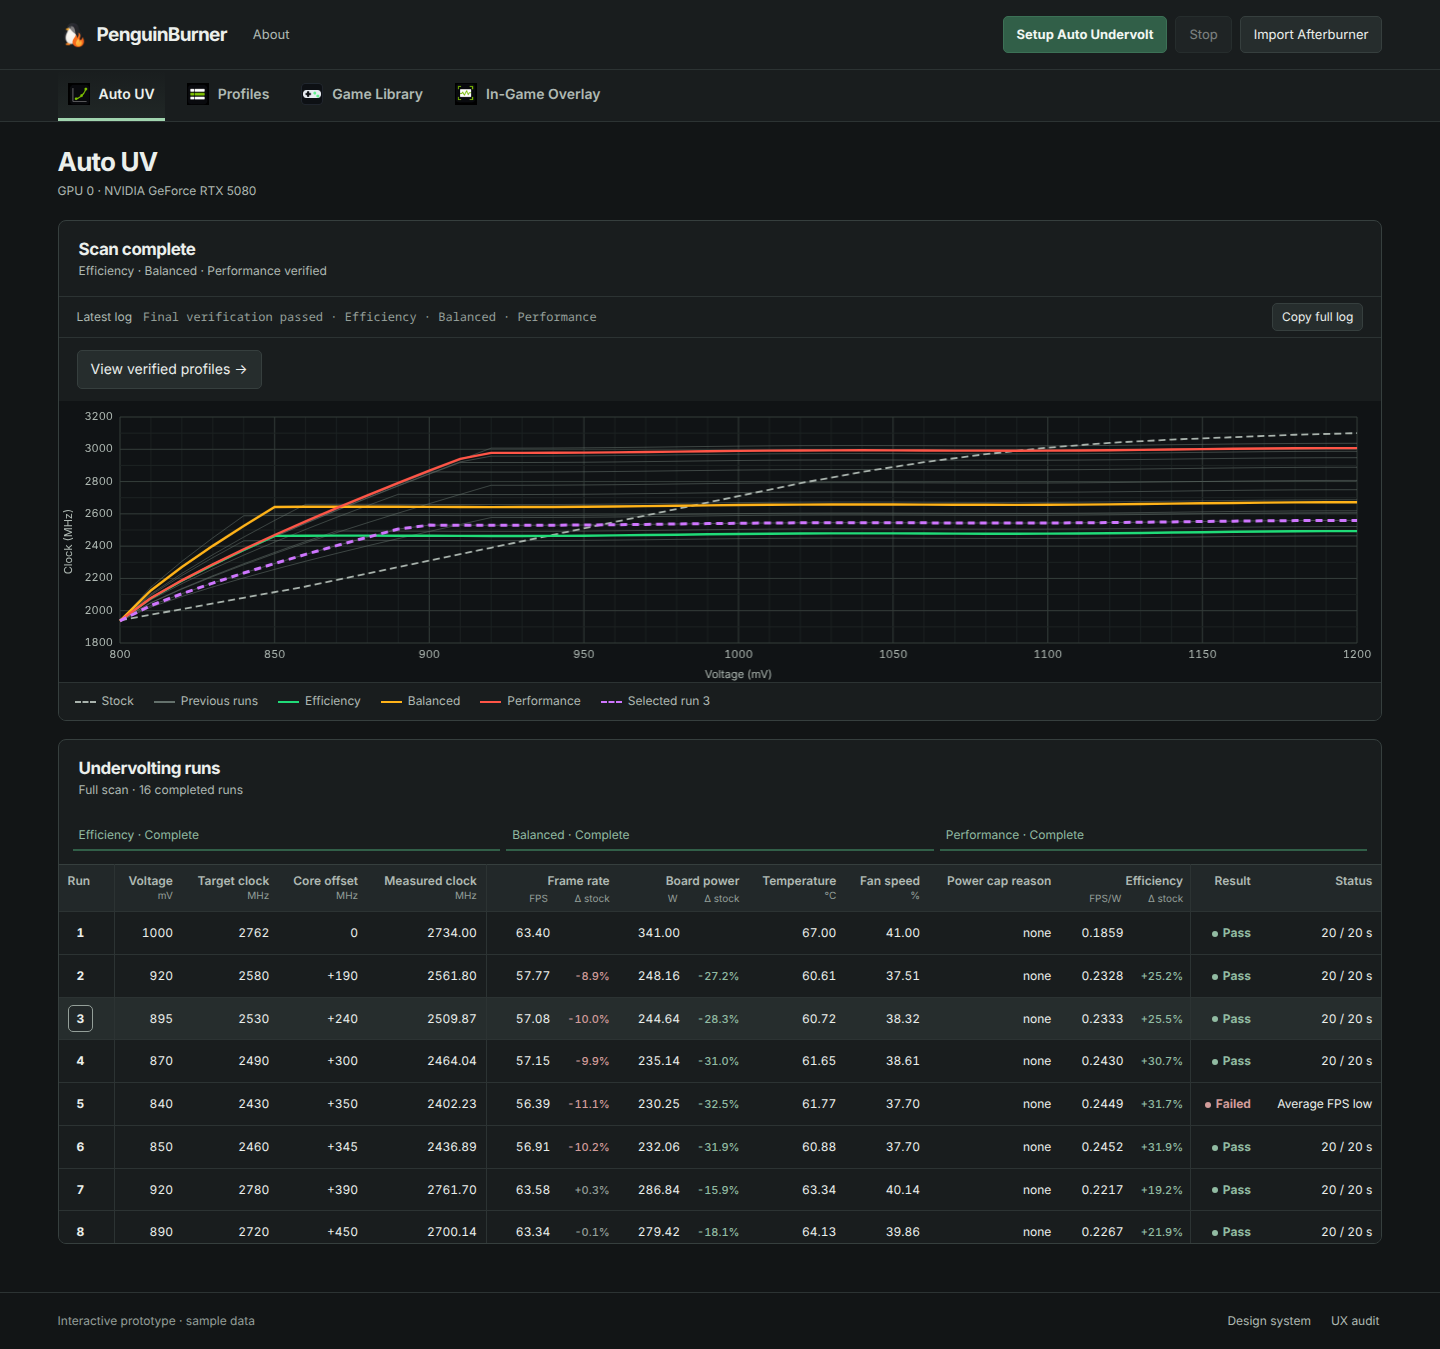 PenguinBurner
About
Setup Auto Undervolt
Stop
Import Afterburner
Auto UV
Profiles
Game Library
In-Game Overlay
Auto UV
GPU 0 · NVIDIA GeForce RTX 5080
Scan complete
Efficiency · Balanced · Performance verified
Latest log Final verification passed · Efficiency · Balanced · Performance
Copy full log
View verified profiles →
3200
3000
2800
2600
2400
2200
2000
1800
Clock (MHz)
800 850 900 950 1000 1050 1100 1150 1200
Voltage (mV)
Stock Previous runs Efficiency Balanced Performance Selected run 3
Undervolting runs
Full scan · 16 completed runs
Efficiency · Complete
Balanced · Complete
Performance · Complete
Run Voltage Target clock Core offset Measured clock Frame rate Board power Temperature Fan speed Power cap reason Efficiency Result Status
mV MHz MHz MHz FPS Δ stock W Δ stock °C % FPS/W Δ stock
1 1000 2762 0 2734.00 63.40 341.00 67.00 41.00 none 0.1859 Pass 20 / 20 s
2 920 2580 +190 2561.80 57.77 -8.9% 248.16 -27.2% 60.61 37.51 none 0.2328 +25.2% Pass 20 / 20 s
3 895 2530 +240 2509.87 57.08 -10.0% 244.64 -28.3% 60.72 38.32 none 0.2333 +25.5% Pass 20 / 20 s
4 870 2490 +300 2464.04 57.15 -9.9% 235.14 -31.0% 61.65 38.61 none 0.2430 +30.7% Pass 20 / 20 s
5 840 2430 +350 2402.23 56.39 -11.1% 230.25 -32.5% 61.77 37.70 none 0.2449 +31.7% Failed Average FPS low
6 850 2460 +345 2436.89 56.91 -10.2% 232.06 -31.9% 60.88 37.70 none 0.2452 +31.9% Pass 20 / 20 s
7 920 2780 +390 2761.70 63.58 +0.3% 286.84 -15.9% 63.34 40.14 none 0.2217 +19.2% Pass 20 / 20 s
8 890 2720 +450 2700.14 63.34 -0.1% 279.42 -18.1% 64.13 39.86 none 0.2267 +21.9% Pass 20 / 20 s
Interactive prototype · sample data
Design system
UX audit